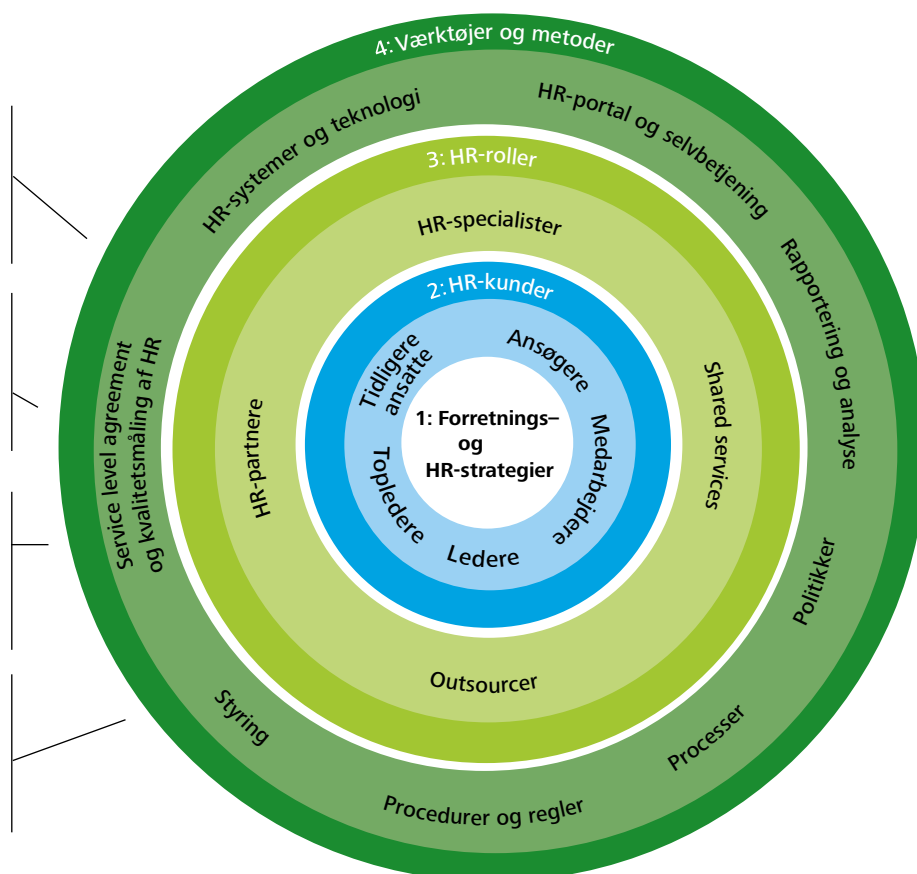 4: Værktøjer og metoder
HR-systemer og teknologi
HR-portal og selvbetjening
Rapportering og analyse
Politikker
Processer
Procedurer og regler
Styring
Service level agreement
og kvalitetsmåling af HR
3: HR-roller
HR-specialister
Shared services
Outsourcer
HR-partnere
2: HR-kunder
Ansøgere
Medarbejdere
Ledere
Topledere
Tidligere
ansatte
1: Forretnings–
og
HR-strategier